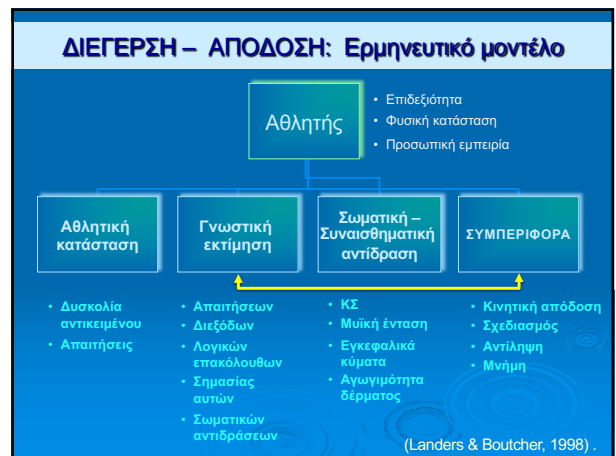 ΔΙΕΓΕΡΣΗ – ΑΠΟΔΟΣΗ: Ερμηνευτικό μοντέλο
Αθλητής
• Επιδεξιότητα
• Φυσική κατάσταση
• Προσωπική εμπειρία
Αθλητική
κατάσταση
Γνωστική
εκτίμηση
Σωματική –
Συναισθηματική
αντίδραση
ΣΥΜΠΕΡΙΦΟΡΑ
• Δυσκολία
αντικειμένου
• Απαιτήσεις
• Απαιτήσεων
• Διεξόδων
• Λογικών
επακόλουθων
• Σημασίας
αυτών
• Σωματικών
αντιδράσεων
• ΚΣ
• Μυϊκή ένταση
• Εγκεφαλικά
κύματα
• Αγωγιμότητα
δέρματος
• Κινητική απόδοση
• Σχεδιασμός
• Αντίληψη
• Μνήμη
(Landers & Boutcher, 1998) .